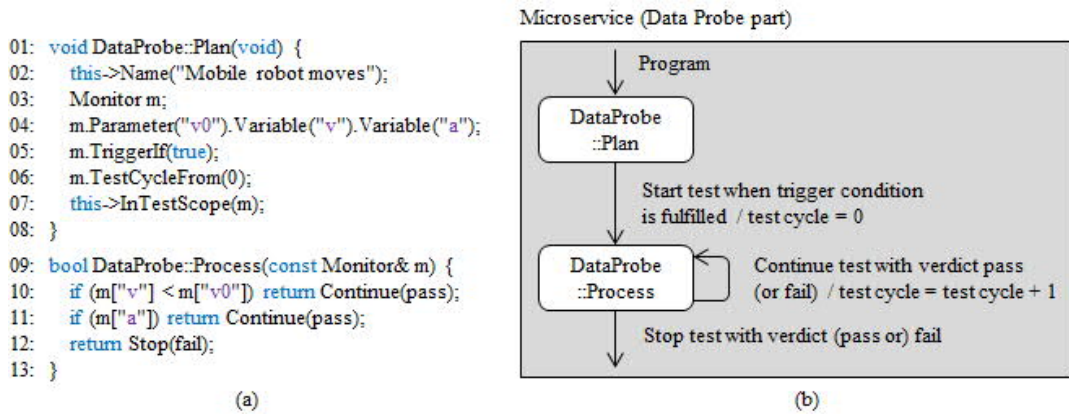 01: void DataProbe::Plan(void) {
02: this->Name("Mobile robot moves");
03: Monitor m;
04: m.Parameter("v0").Variable("v").Variable("a");
05: m.TriggerIf(true);
06: m.TestCycleFrom(0);
07: this->InTestScope(m);
08: }
09: bool DataProbe::Process(const Monitor& m) {
10: if (m["v"] < m["v0"]) return Continue(pass);
11: if (m["a"]) return Continue(pass);
12: return Stop(fail);
13: }
(a)
Microservice (Data Probe part)
Program
DataProbe
::Plan
Start test when trigger condition
is fulfilled / test cycle = 0
DataProbe
::Process
Continue test with verdict pass
(or fail) / test cycle = test cycle + 1
Stop test with verdict (pass or) fail
(b)